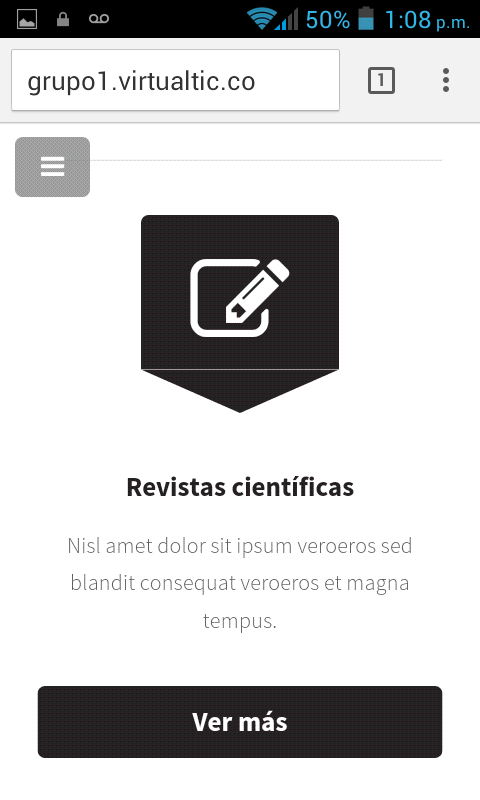 50% 1:08 p.m.
grupo1.virtualtic.co 1
Revistas científicas
Nisl amet dolor sit ipsum veroeros sed
blandit consequat veroeros et magna
tempus.
Ver más